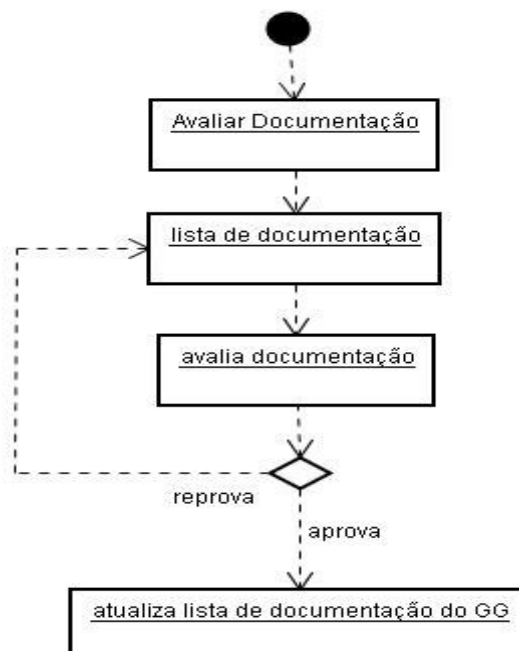 Avaliar Documentação
lista de documentação
avalia documentação
reprova
aprova
atualiza lista de documentação do GG